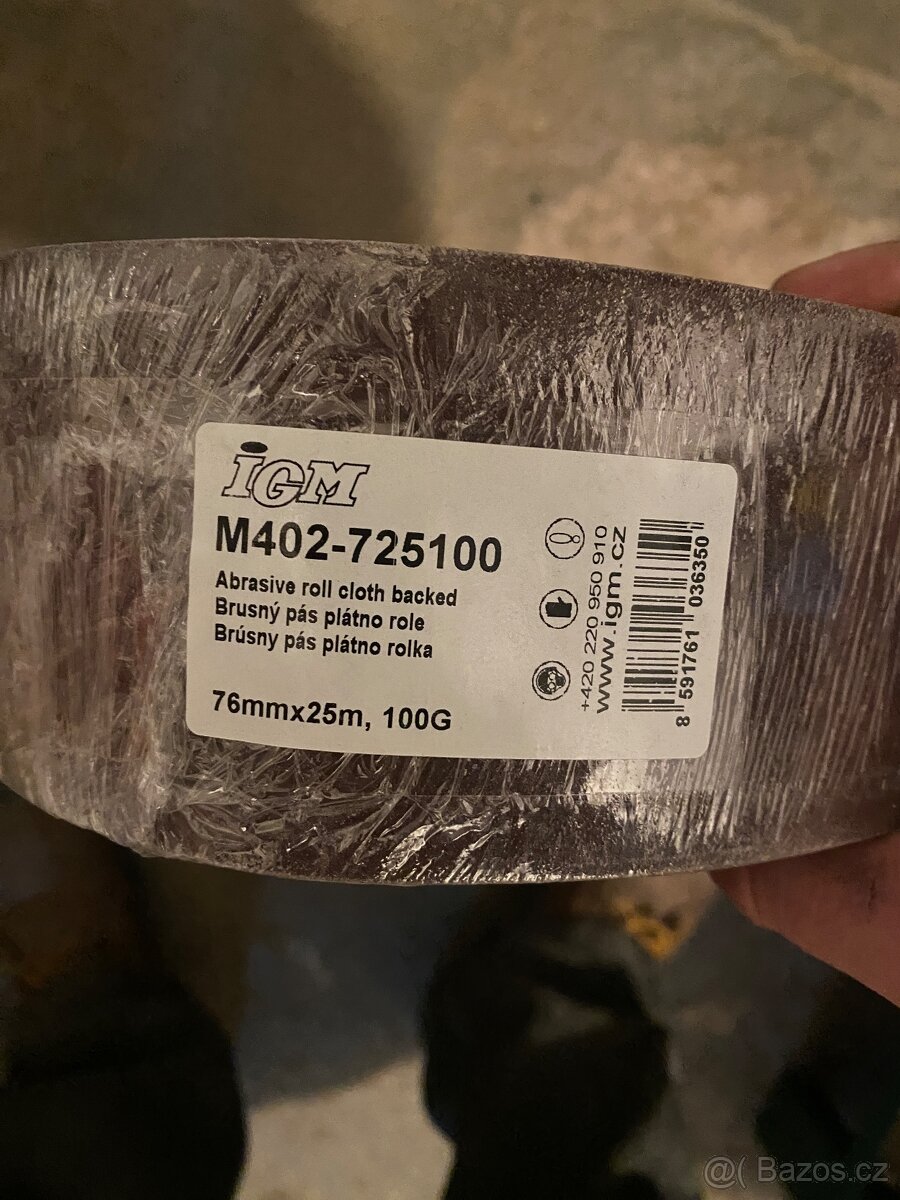 IGM
M402-725100
Abrasive roll cloth backed
Brusný pás plátno role
Brúsny pás plátno rolka
76mmx25m, 100G
+420 220 950 910
www.igm.cz
8 591761 036350
@( Bazos.cz